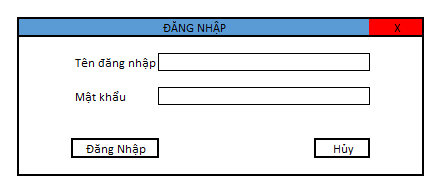 ĐĂNG NHẬP X
Tên đăng nhập
Mật khẩu
Đăng Nhập Hủy